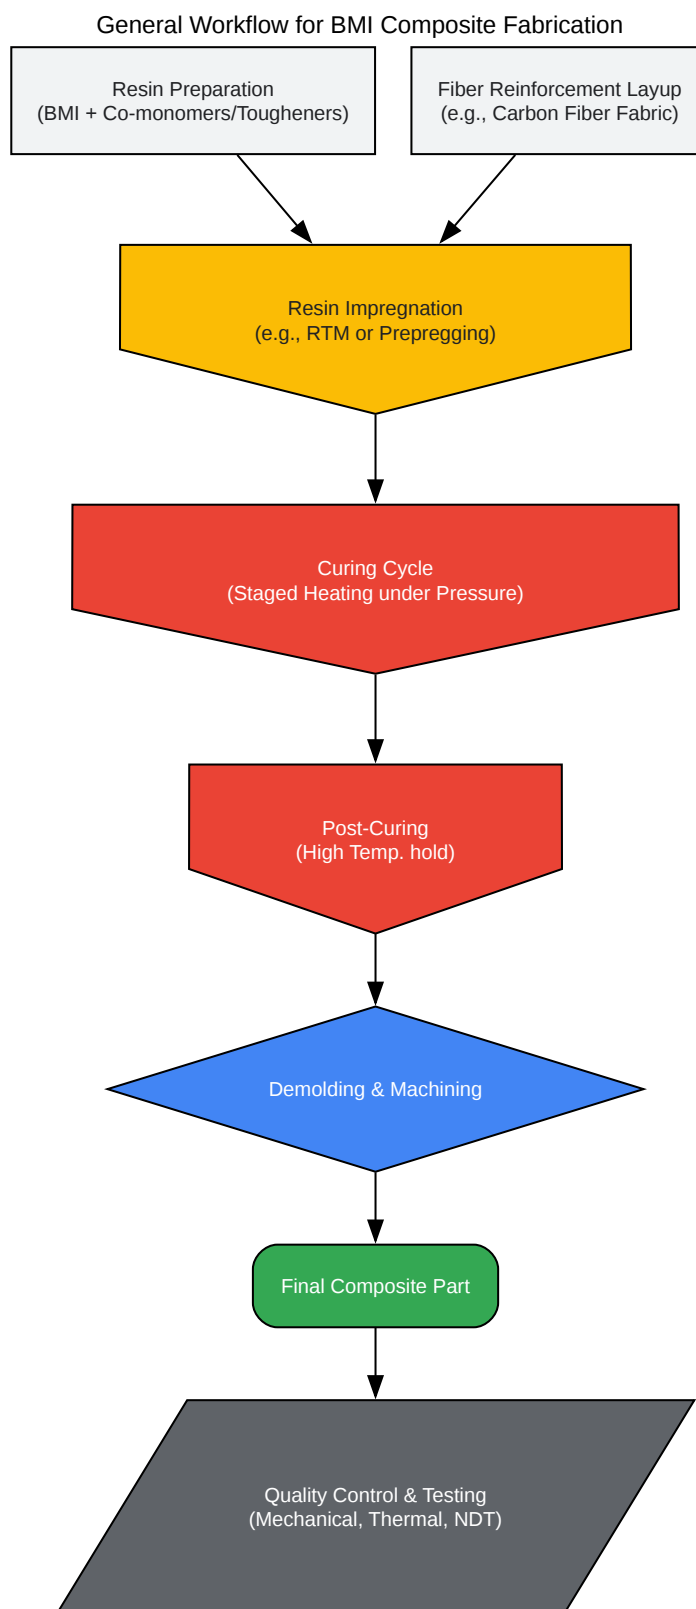 General Workflow for BMI Composite Fabrication
Resin Preparation
(BMI + Co-monomers/Tougheners)
Fiber Reinforcement Layup
(e.g., Carbon Fiber Fabric)
Resin Impregnation
(e.g., RTM or Prepregging)
Curing Cycle
(Staged Heating under Pressure)
Post-Curing
(High Temp. hold)
Demolding & Machining
Final Composite Part
Quality Control & Testing
(Mechanical, Thermal, NDT)